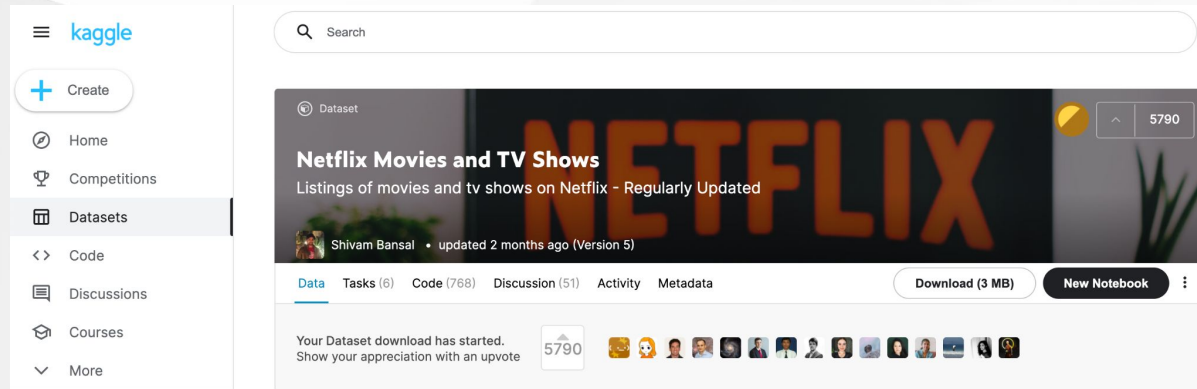 kaggle
Search
Create
Home
Competitions
Datasets
Code
Discussions
Courses
More
Dataset
5790
NETFLIX
Netflix Movies and TV Shows
Listings of movies and tv shows on Netflix - Regularly Updated
Shivam Bansal • updated 2 months ago (Version 5)
Data Tasks (6) Code (768) Discussion (51) Activity Metadata Download (3 MB) New Notebook
Your Dataset download has started.
Show your appreciation with an upvote
5790